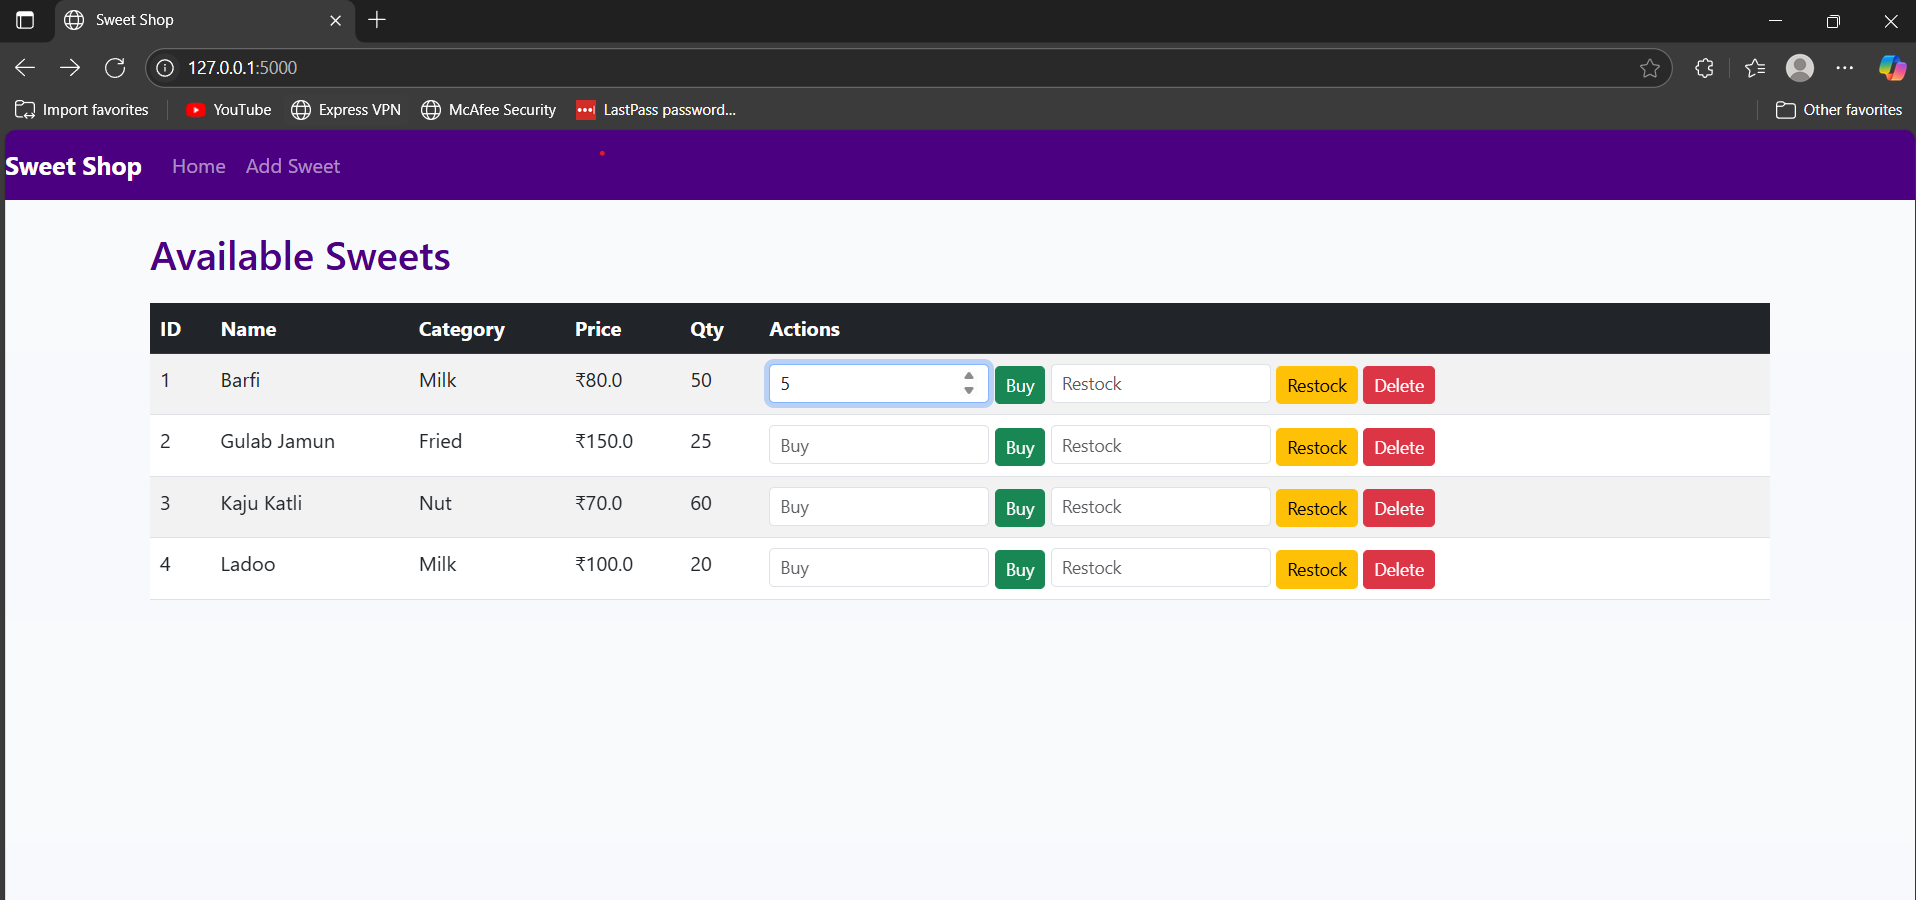 Sweet Shop
127.0.0.1:5000
Import favorites YouTube Express VPN McAfee Security LastPass password... Other favorites
Sweet Shop Home Add Sweet
Available Sweets
ID Name Category Price Qty Actions
1 Barfi Milk ₹80.0 50 5 Buy Restock Restock Delete
2 Gulab Jamun Fried ₹150.0 25 Buy Buy Restock Restock Delete
3 Kaju Katli Nut ₹70.0 60 Buy Buy Restock Restock Delete
4 Ladoo Milk ₹100.0 20 Buy Buy Restock Restock Delete